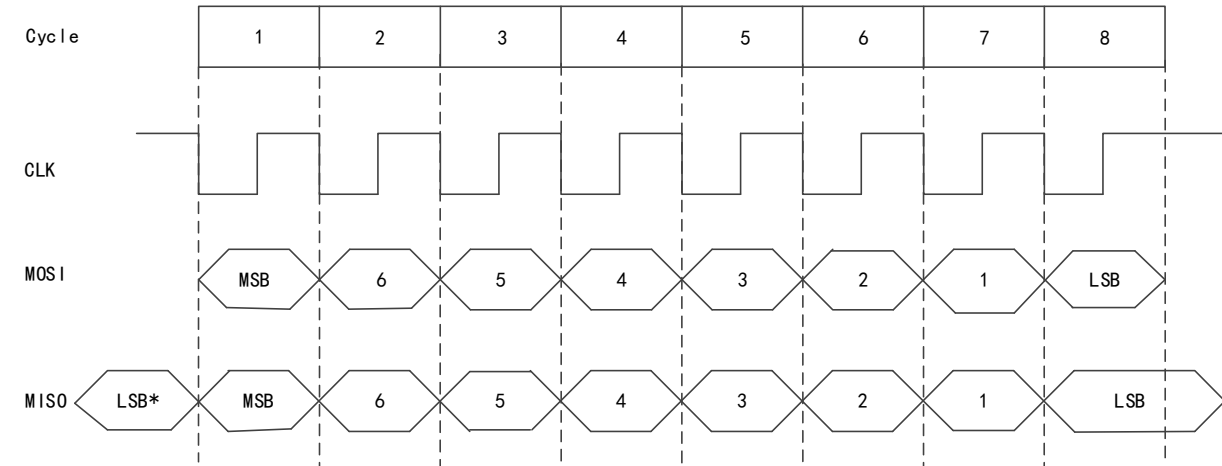 Cycle 1 2 3 4 5 6 7 8
CLK
MOSI MSB 6 5 4 3 2 1 LSB
MISO LSB* MSB 6 5 4 3 2 1 LSB